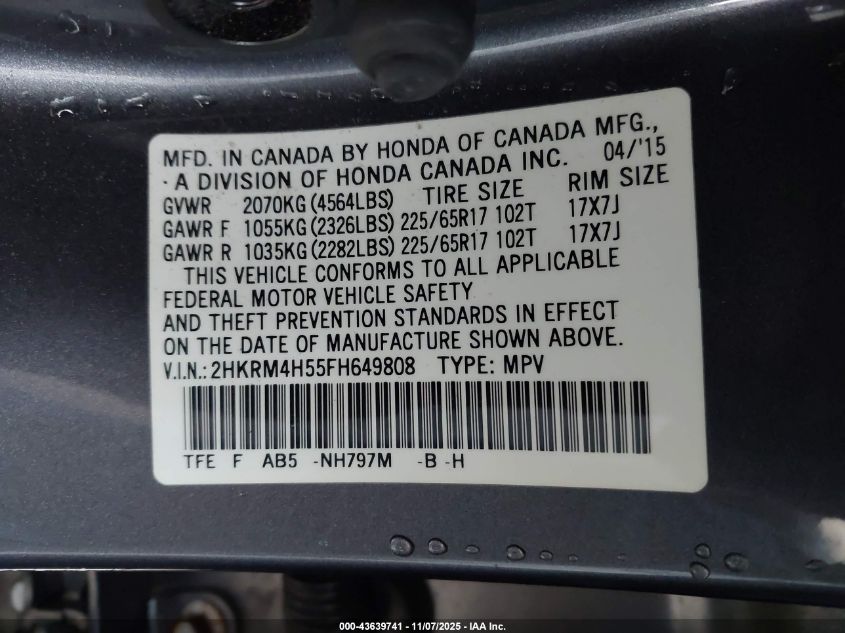 MFD. IN CANADA BY HONDA OF CANADA MFG.,
·A DIVISION OF HONDA CANADA INC. 04/'15
GVWR 2070KG(4564LBS) TIRE SIZE RIM SIZE
GAWR F 1055KG(2326LBS) 225/65R17 102T 17X7J
GAWR R 1035KG(2282LBS) 225/65R17 102T 17X7J
THIS VEHICLE CONFORMS TO ALL APPLICABLE
FEDERAL MOTOR VEHICLE SAFETY
AND THEFT PREVENTION STANDARDS IN EFFECT
ON THE DATE OF MANUFACTURE SHOWN ABOVE.
V.I.N.: 2HKRM4H55FH649808 TYPE: MPV
TFE F AB5 -NH797M -B -H
000-43639741 - 11/07/2025 - IAA Inc.